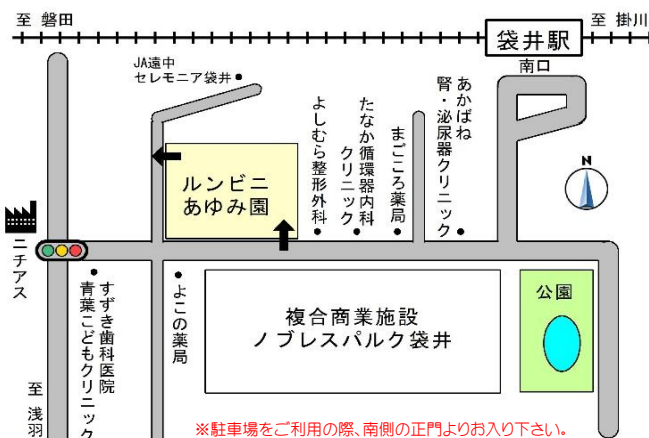 至 磐田
至 掛川
袋井駅
南口
JA遠中
セレモニア袋井
あかばね
腎・泌尿器クリニック
まごころ薬局
たなか循環器内科
クリニック
よしむら整形外科
ルンビニ
あゆみ園
N
ニチアス
すずき歯科医院
青葉こどもクリニック
よこの薬局
複合商業施設
ノブレスパルク袋井
公園
至 浅羽
※駐車場をご利用の際、南側の正門よりお入り下さい。